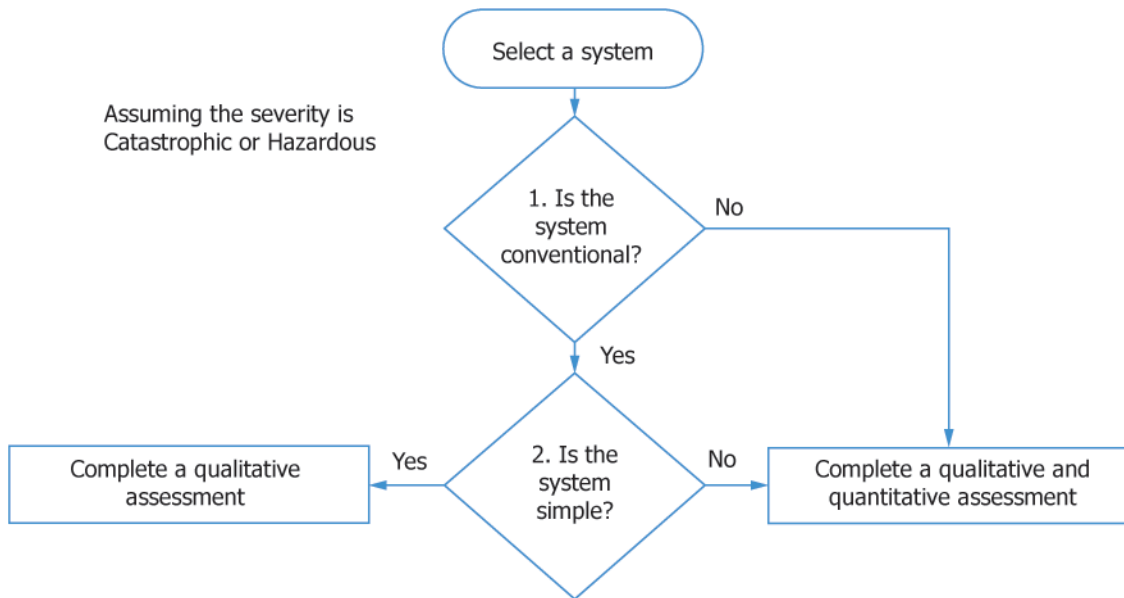 Select a system
Assuming the severity is
Catastrophic or Hazardous
1. Is the
system
conventional?
No
Yes
2. Is the
system
simple?
Yes
No
Complete a qualitative
assessment
Complete a qualitative and
quantitative assessment